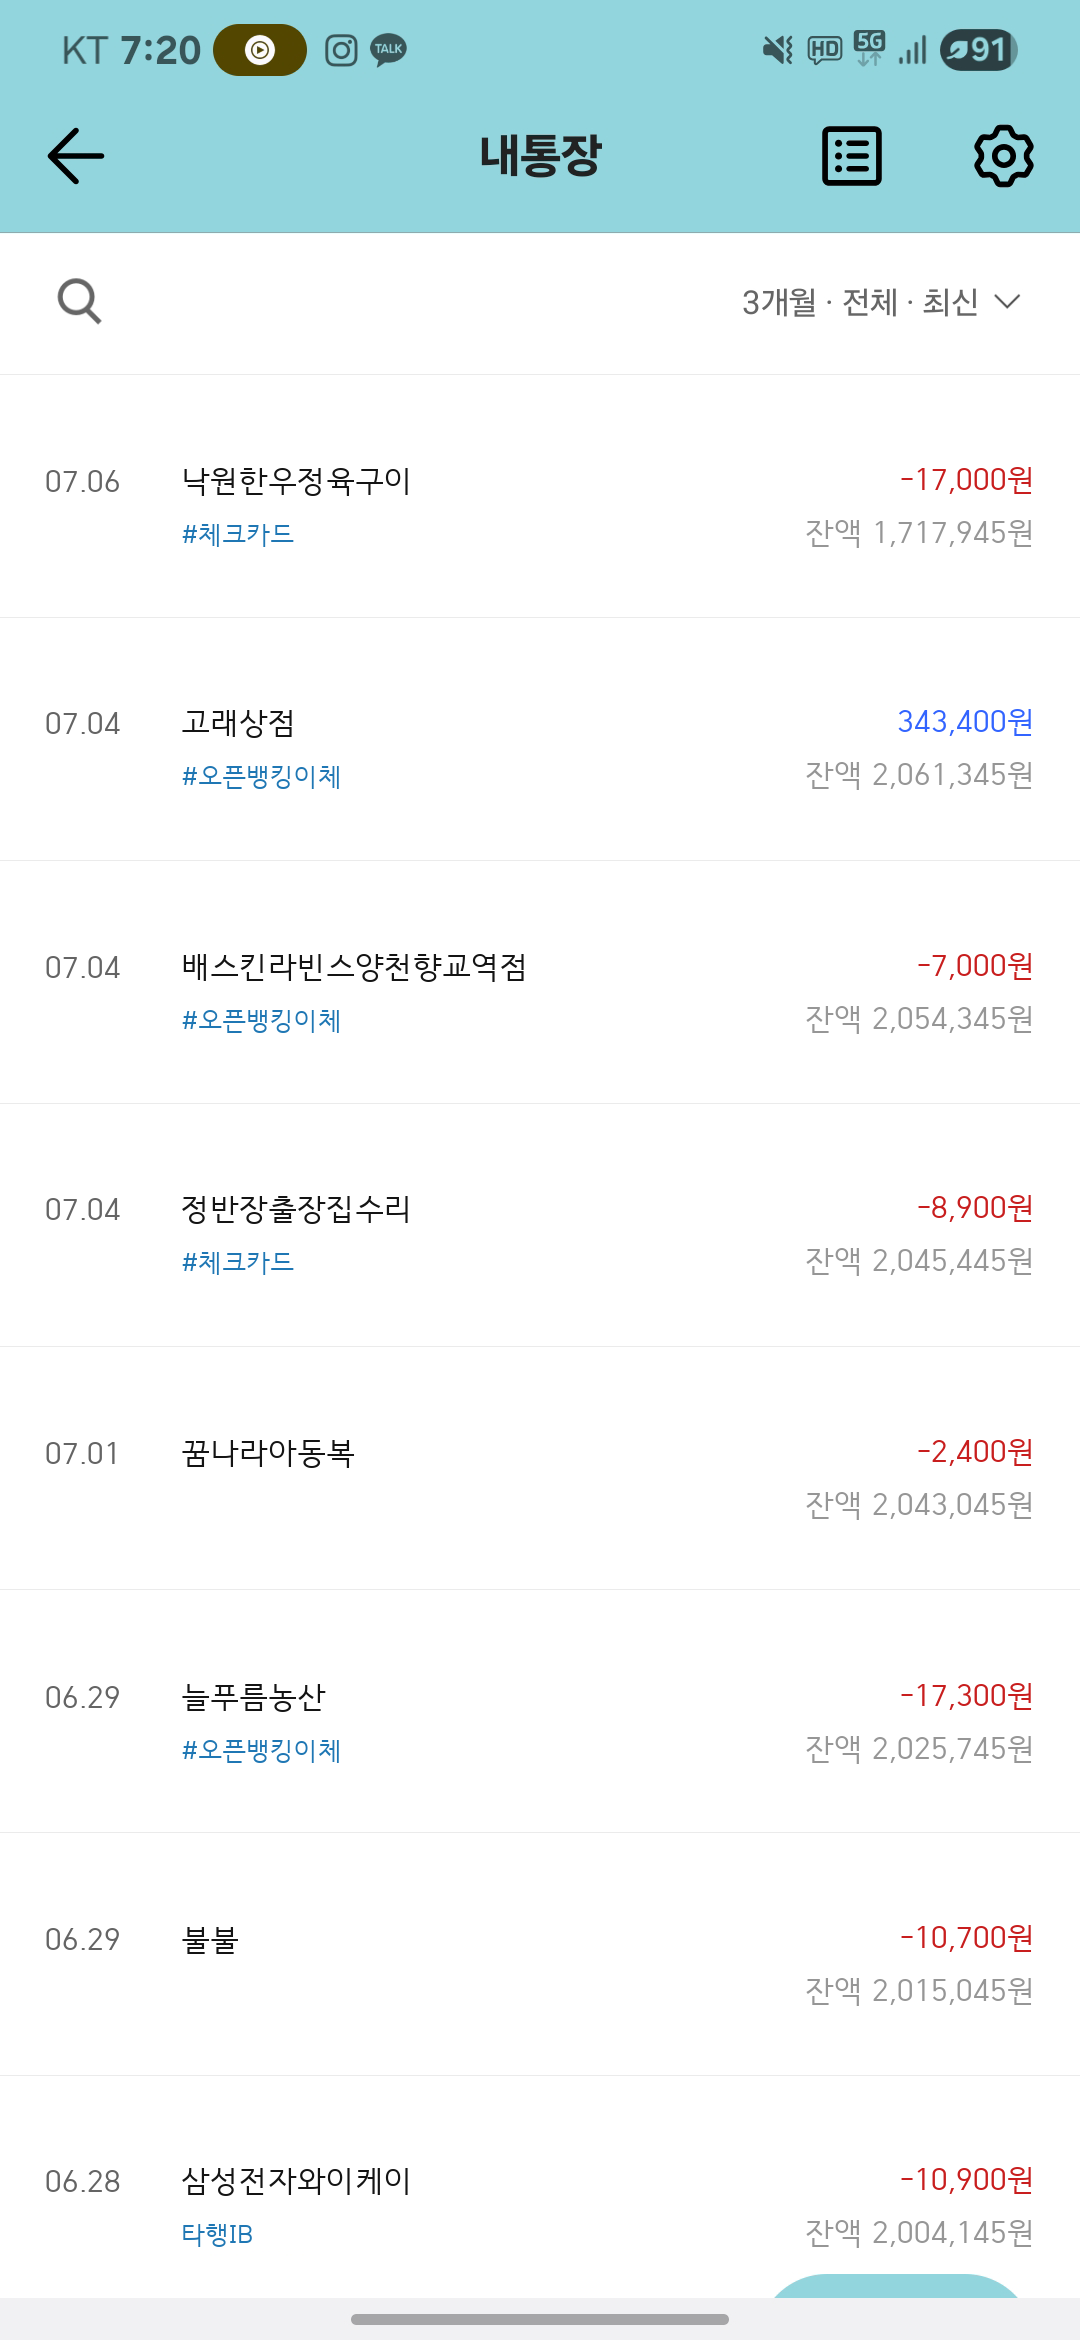 KT 7:20 TALK HD 5G 91
내통장
3개월 · 전체 · 최신
07.06 낙원한우정육구이 -17,000원
#체크카드 잔액 1,717,945원
07.04 고래상점 343,400원
#오픈뱅킹이체 잔액 2,061,345원
07.04 배스킨라빈스양천향교역점 -7,000원
#오픈뱅킹이체 잔액 2,054,345원
07.04 정반장출장집수리 -8,900원
#체크카드 잔액 2,045,445원
07.01 꿈나라아동복 -2,400원
잔액 2,043,045원
06.29 늘푸름농산 -17,300원
#오픈뱅킹이체 잔액 2,025,745원
06.29 불불 -10,700원
잔액 2,015,045원
06.28 삼성전자와이케이 -10,900원
타행IB 잔액 2,004,145원